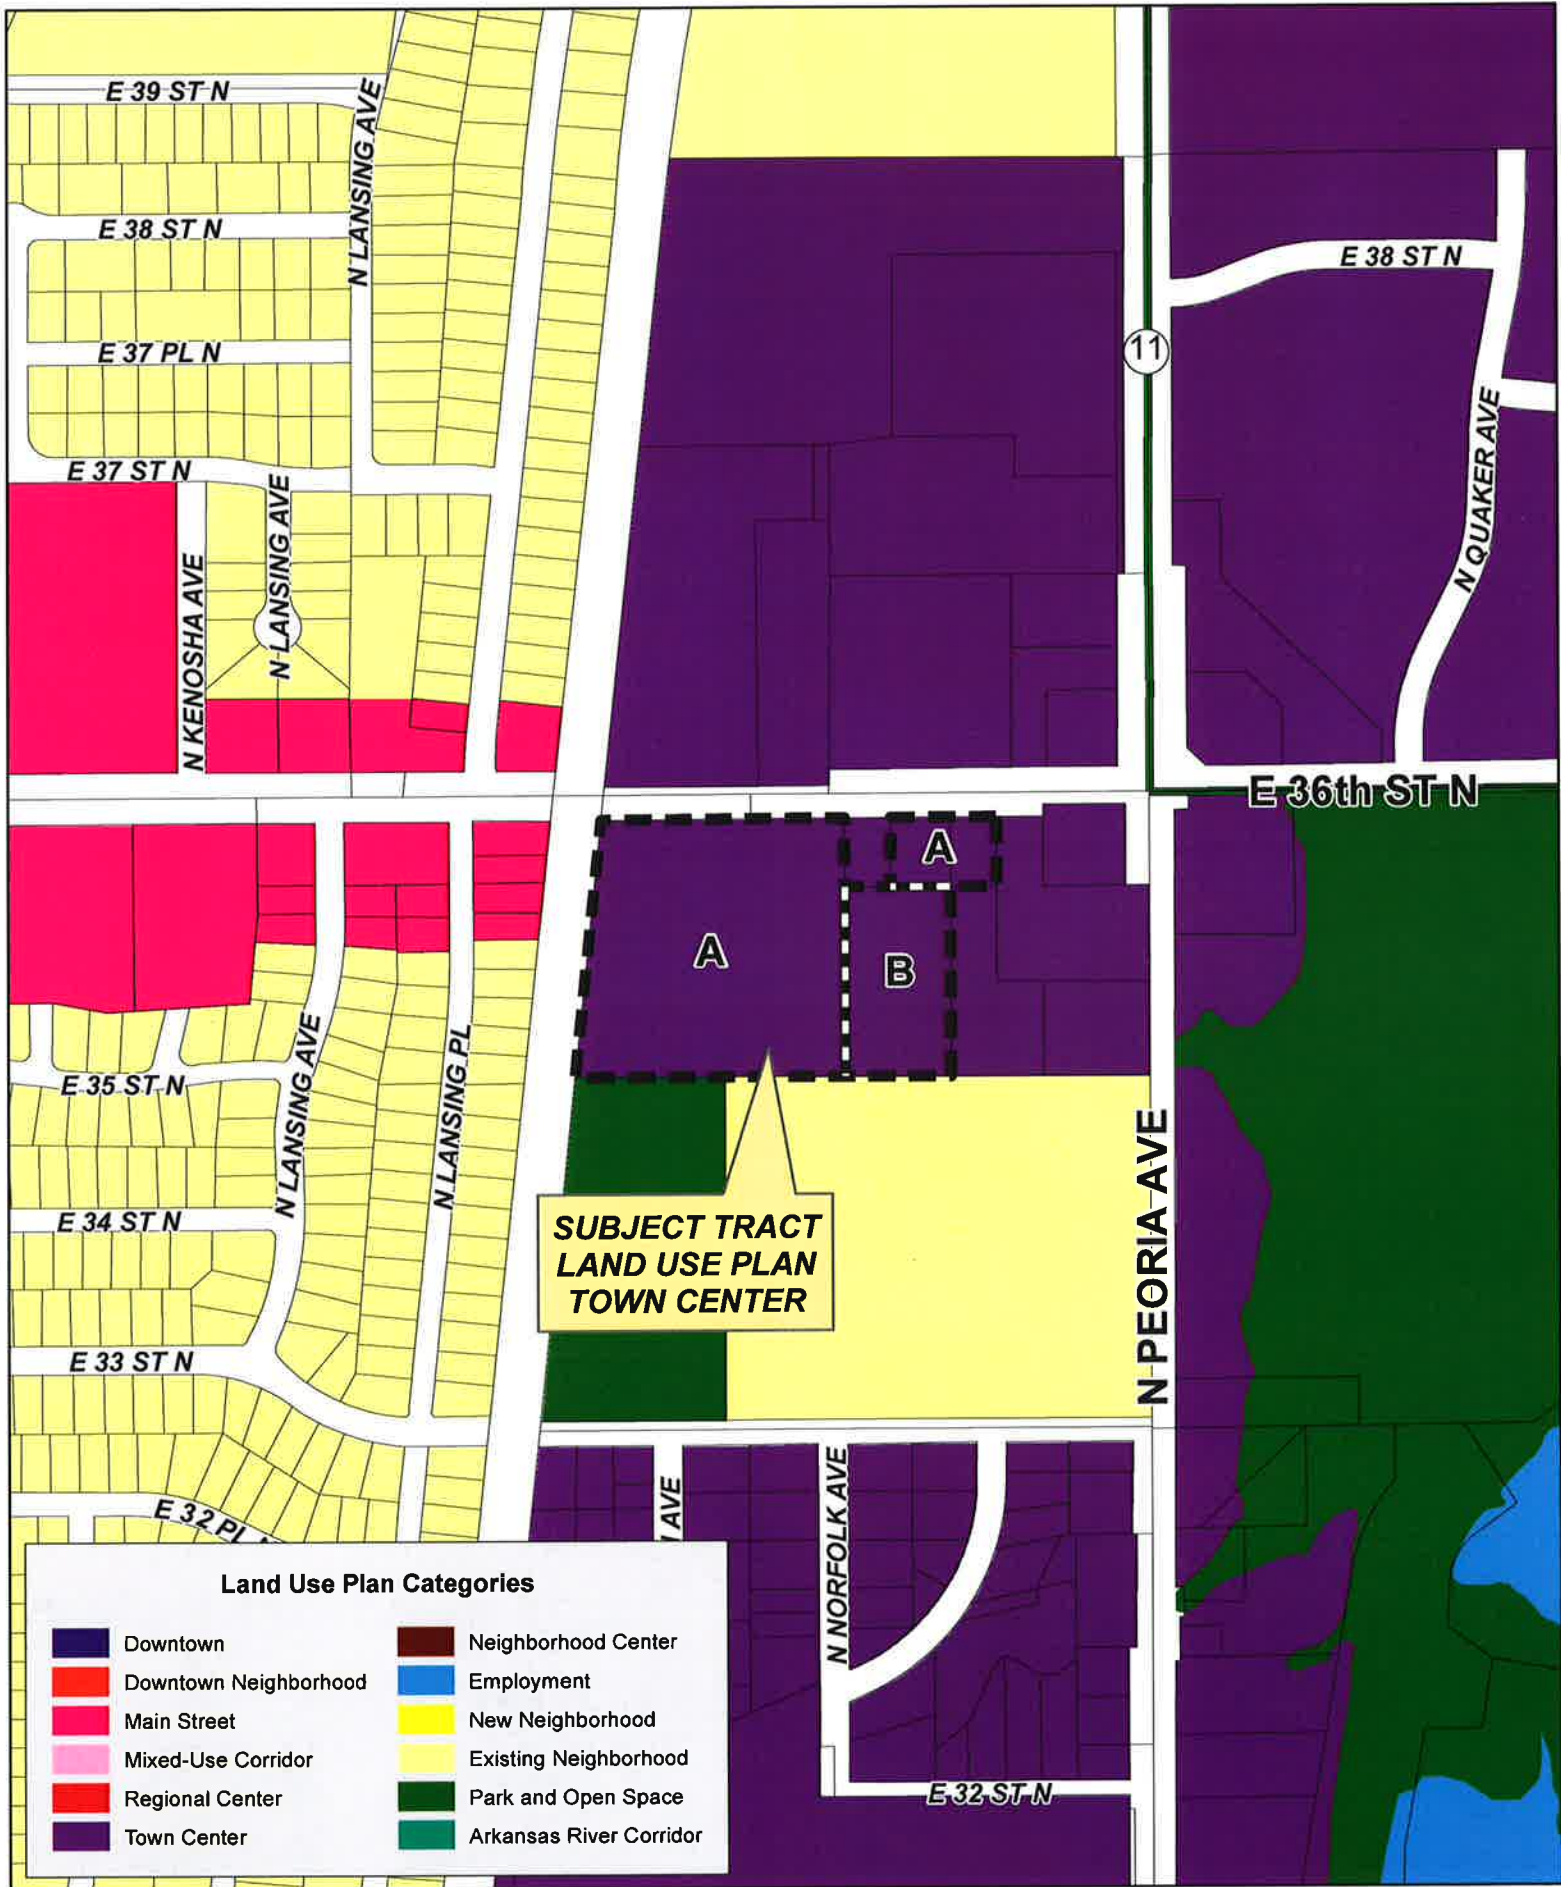 E 39 ST N
N LANSING AVE
E 38 ST N
E 38 ST N
11
E 37 PL N
N QUAKER AVE
E 37 ST N
N LANSING AVE
N KENOSHA AVE
E 36th ST N
A
A
B
E 35 ST N
N LANSING AVE
N LANSING PL
N PEORIA AVE
E 34 ST N
SUBJECT TRACT
LAND USE PLAN
TOWN CENTER
E 33 ST N
E 32 PL
AVE
N NORFOLK AVE
E 32 ST N
Land Use Plan Categories
Downtown
Downtown Neighborhood
Main Street
Mixed-Use Corridor
Regional Center
Town Center
Neighborhood Center
Employment
New Neighborhood
Existing Neighborhood
Park and Open Space
Arkansas River Corridor